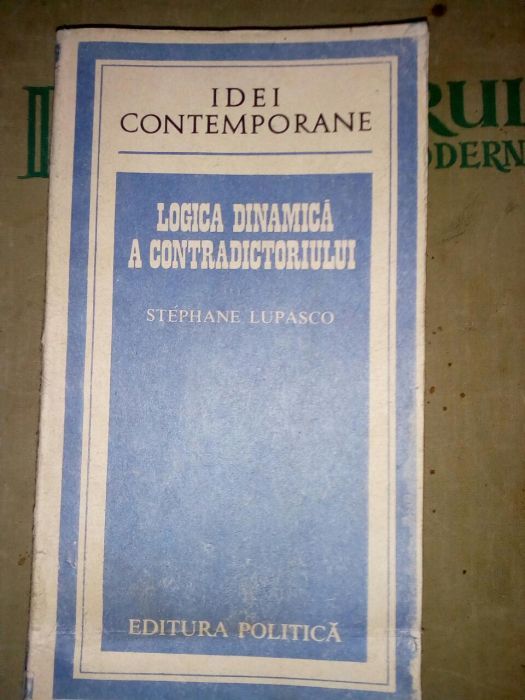 IDEI
CONTEMPORANE
LOGICA DINAMICĂ
A CONTRADICTORIULUI
STÉPHANE LUPASCO
EDITURA POLITICĂ